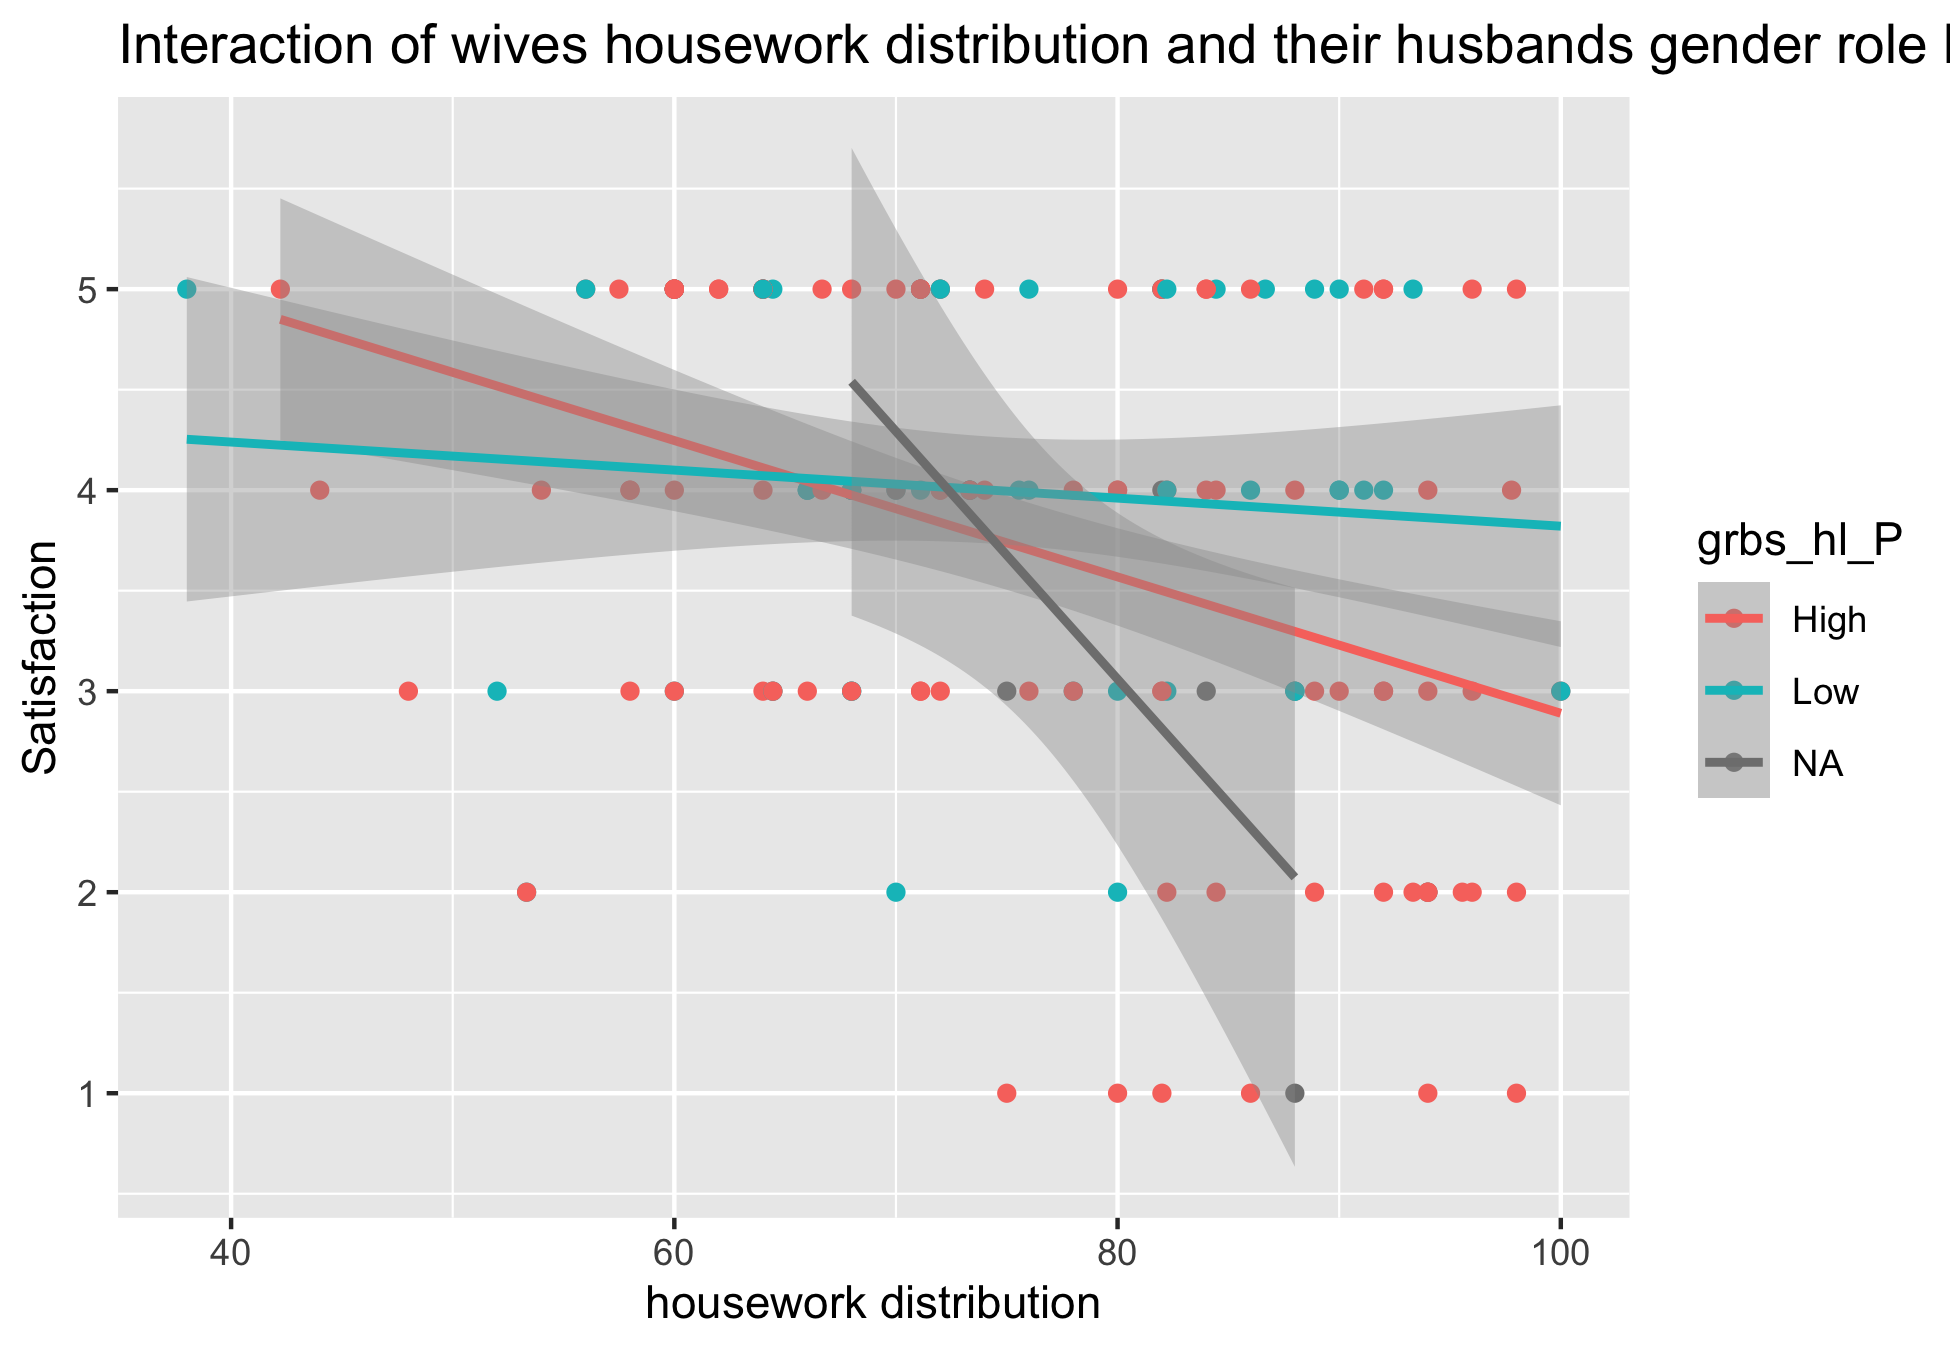 Interaction of wives housework distribution and their husbands gender role
5
4
3
2
1
Satisfaction
40 60 80 100
housework distribution
grbs_hl_P
High
Low
NA